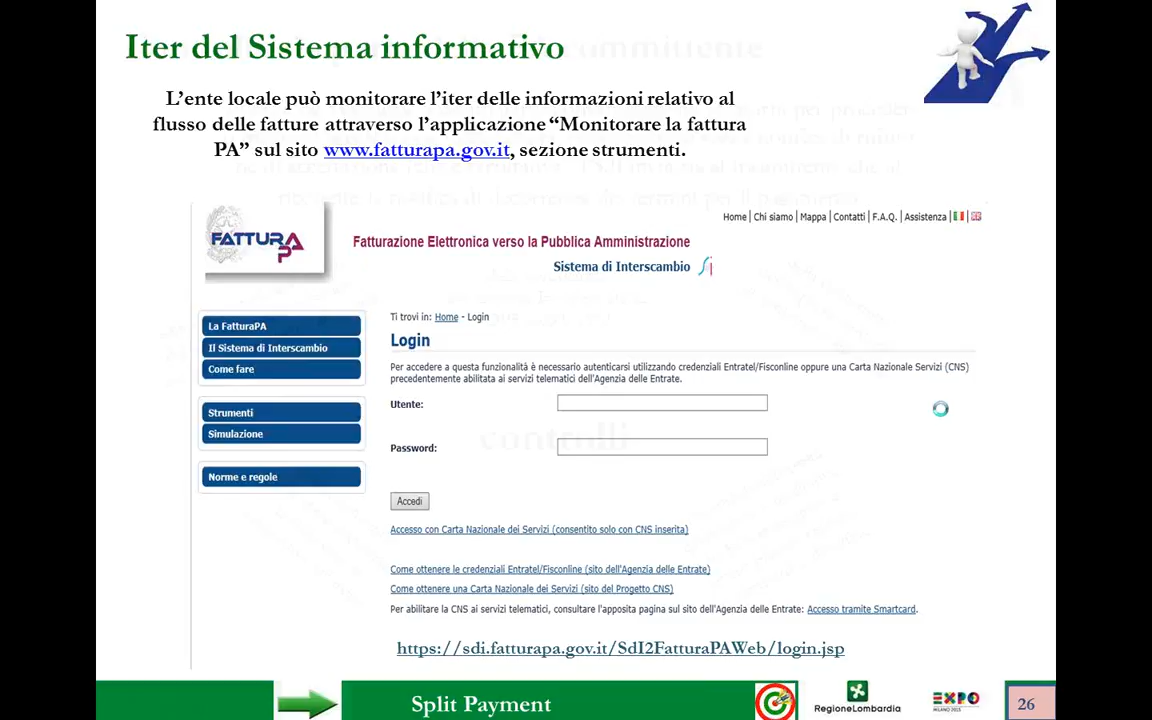 Iter del Sistema informativo
L'ente locale può monitorare l'iter delle informazioni relativo al
flusso delle fatture attraverso l'applicazione "Monitorare la fattura
PA" sul sito www.fatturapa.gov.it, sezione strumenti.
Home | Chi siamo | Mappa | Contatti | F.A.Q. | Assistenza |
FATTURA
PA
Fatturazione Elettronica verso la Pubblica Amministrazione
Sistema di Interscambio
La FatturaPA
Il Sistema di Interscambio
Come fare
Strumenti
Simulazione
Norme e regole
Ti trovi in: Home - Login
Login
Per accedere a questa funzionalità è necessario autenticarsi utilizzando credenziali Entratel/Fisconline oppure una Carta Nazionale Servizi (CNS)
precedentemente abilitata ai servizi telematici dell'Agenzia delle Entrate.
Utente:
Password:
Accedi
Accesso con Carta Nazionale dei Servizi (consentito solo con CNS inserita)
Come ottenere le credenziali Entratel/Fisconline (sito dell'Agenzia delle Entrate)
Come ottenere una Carta Nazionale dei Servizi (sito del Progetto CNS)
Per abilitare la CNS ai servizi telematici, consultare l'apposita pagina sul sito dell'Agenzia delle Entrate: Accesso tramite Smartcard.
https://sdi.fatturapa.gov.it/SdI2FatturaPAWeb/login.jsp
controlli
Split Payment
RegioneLombardia
EXPO
MILANO 2015
26